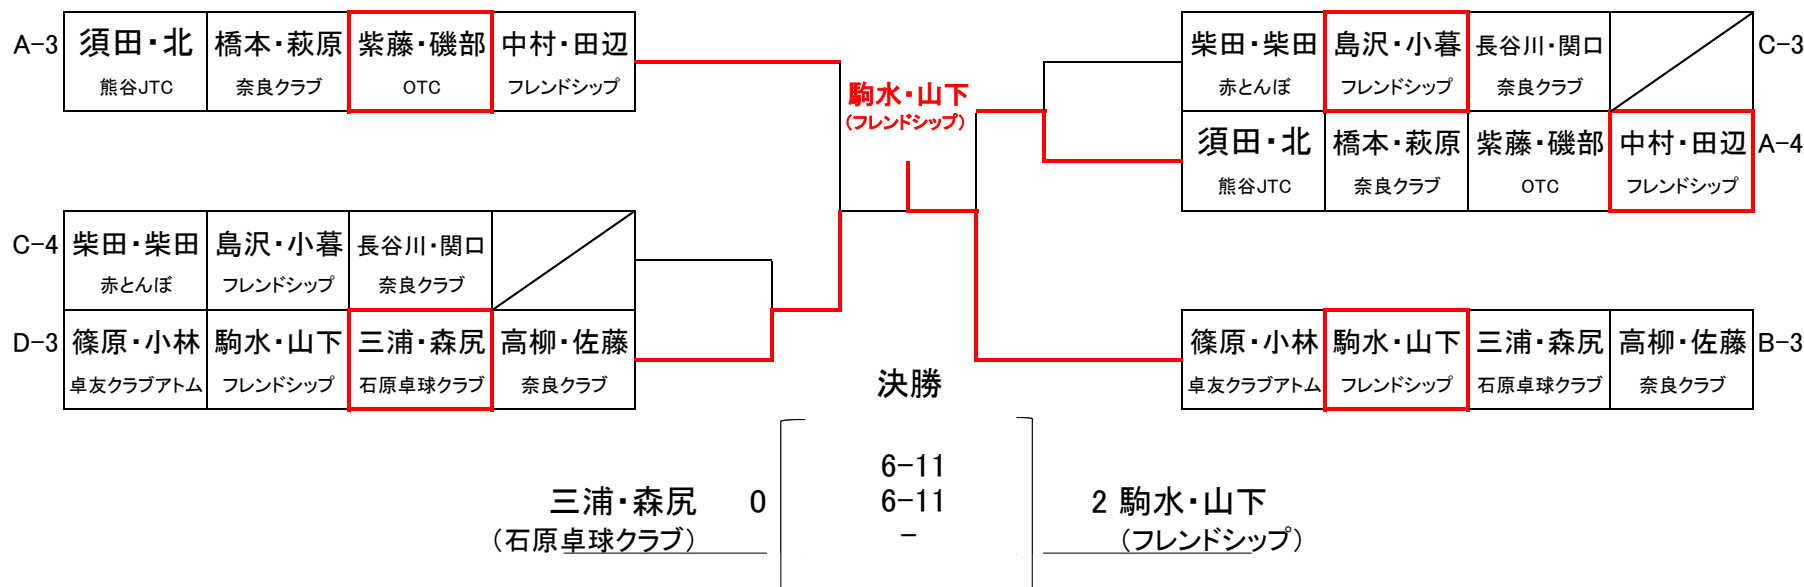 A-3 須田・北 橋本・萩原 紫藤・磯部 中村・田辺
熊谷JTC 奈良クラブ OTC フレンドシップ
駒水・山下
(フレンドシップ)
柴田・柴田 島沢・小暮 長谷川・関口 C-3
赤とんぼ フレンドシップ 奈良クラブ
須田・北 橋本・萩原 紫藤・磯部 中村・田辺 A-4
熊谷JTC 奈良クラブ OTC フレンドシップ
C-4 柴田・柴田 島沢・小暮 長谷川・関口
赤とんぼ フレンドシップ 奈良クラブ
D-3 篠原・小林 駒水・山下 三浦・森尻 高柳・佐藤
卓友クラブアトム フレンドシップ 石原卓球クラブ 奈良クラブ
篠原・小林 駒水・山下 三浦・森尻 高柳・佐藤 B-3
卓友クラブアトム フレンドシップ 石原卓球クラブ 奈良クラブ
決勝
6-11
三浦・森尻 0 6-11 2 駒水・山下
(石原卓球クラブ) - (フレンドシップ)